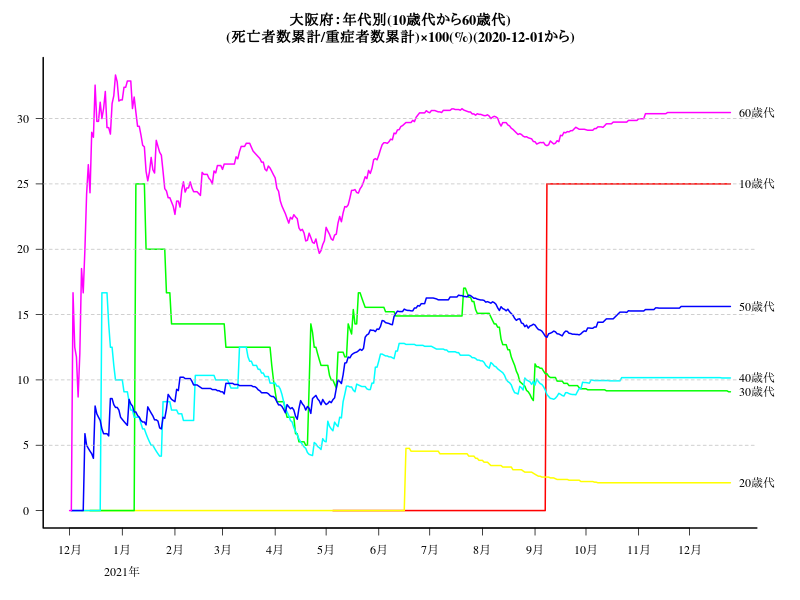 大阪府：年代別(10歳代から60歳代)
(死亡者数累計/重症者数累計)×100(%)(2020-12-01から)
30
25
20
15
10
5
0
60歳代
10歳代
50歳代
40歳代
30歳代
20歳代
12月 1月 2月 3月 4月 5月 6月 7月 8月 9月 10月 11月 12月
2021年